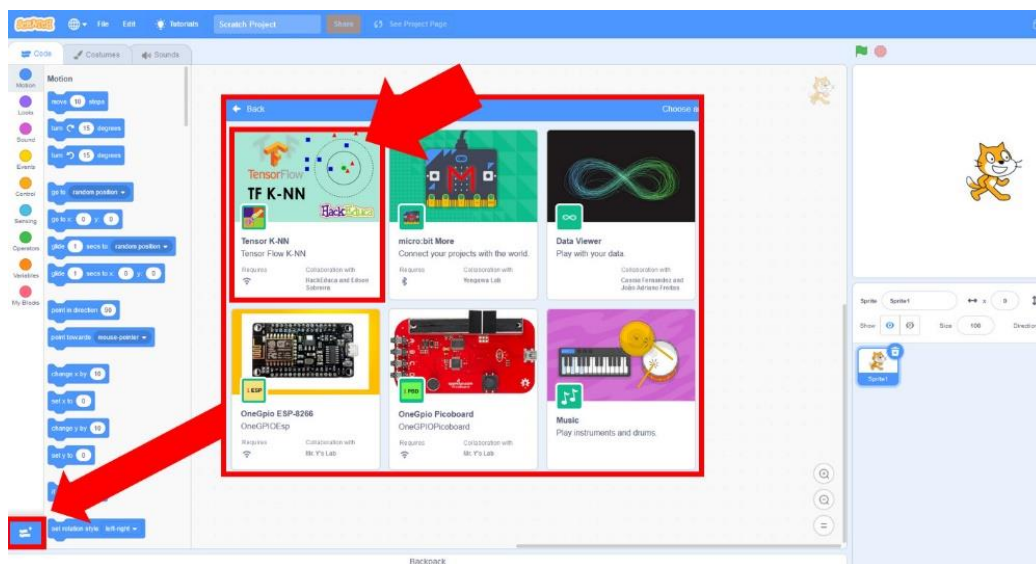 SCRATCH File Edit Tutorials Scratch Project Share See Project Page
Code Costumes Sounds
Motion
Looks
Sound
Events
Control
Sensing
Operators
Variables
My Blocks
Motion
move 10 steps
turn 15 degrees
turn 15 degrees
go to random position
go to x: 0 y: 0
glide 1 secs to random position
glide 1 secs to x: 0 y: 0
point in direction 90
point towards mouse-pointer
change x by 10
set x to 0
change y by 10
set y to 0
set rotation style left-right
Back
Choose a
TensorFlow
TF K-NN
HackEduca
Tensor K-NN
Tensor Flow K-NN
Requires
Collaboration with
HackEduca and
micro:bit More
Connect your projects with the world.
Requires
Collaboration with
Yengawa Lab
Data Viewer
Play with your data.
Collaboration with
Cassia Fernandez and
João Adriano Freitas
ESP
OneGpio ESP-8266
OneGPIOEsp
Requires
Collaboration with
Mr. Y's Lab
PRO
OneGpio Picoboard
OneGPIOPicoboard
Requires
Collaboration with
Mr. Y's Lab
Music
Play instruments and drums.
Sprite Sprite1 x 0
Show Size 100 Direction
Sprite1
Backpack